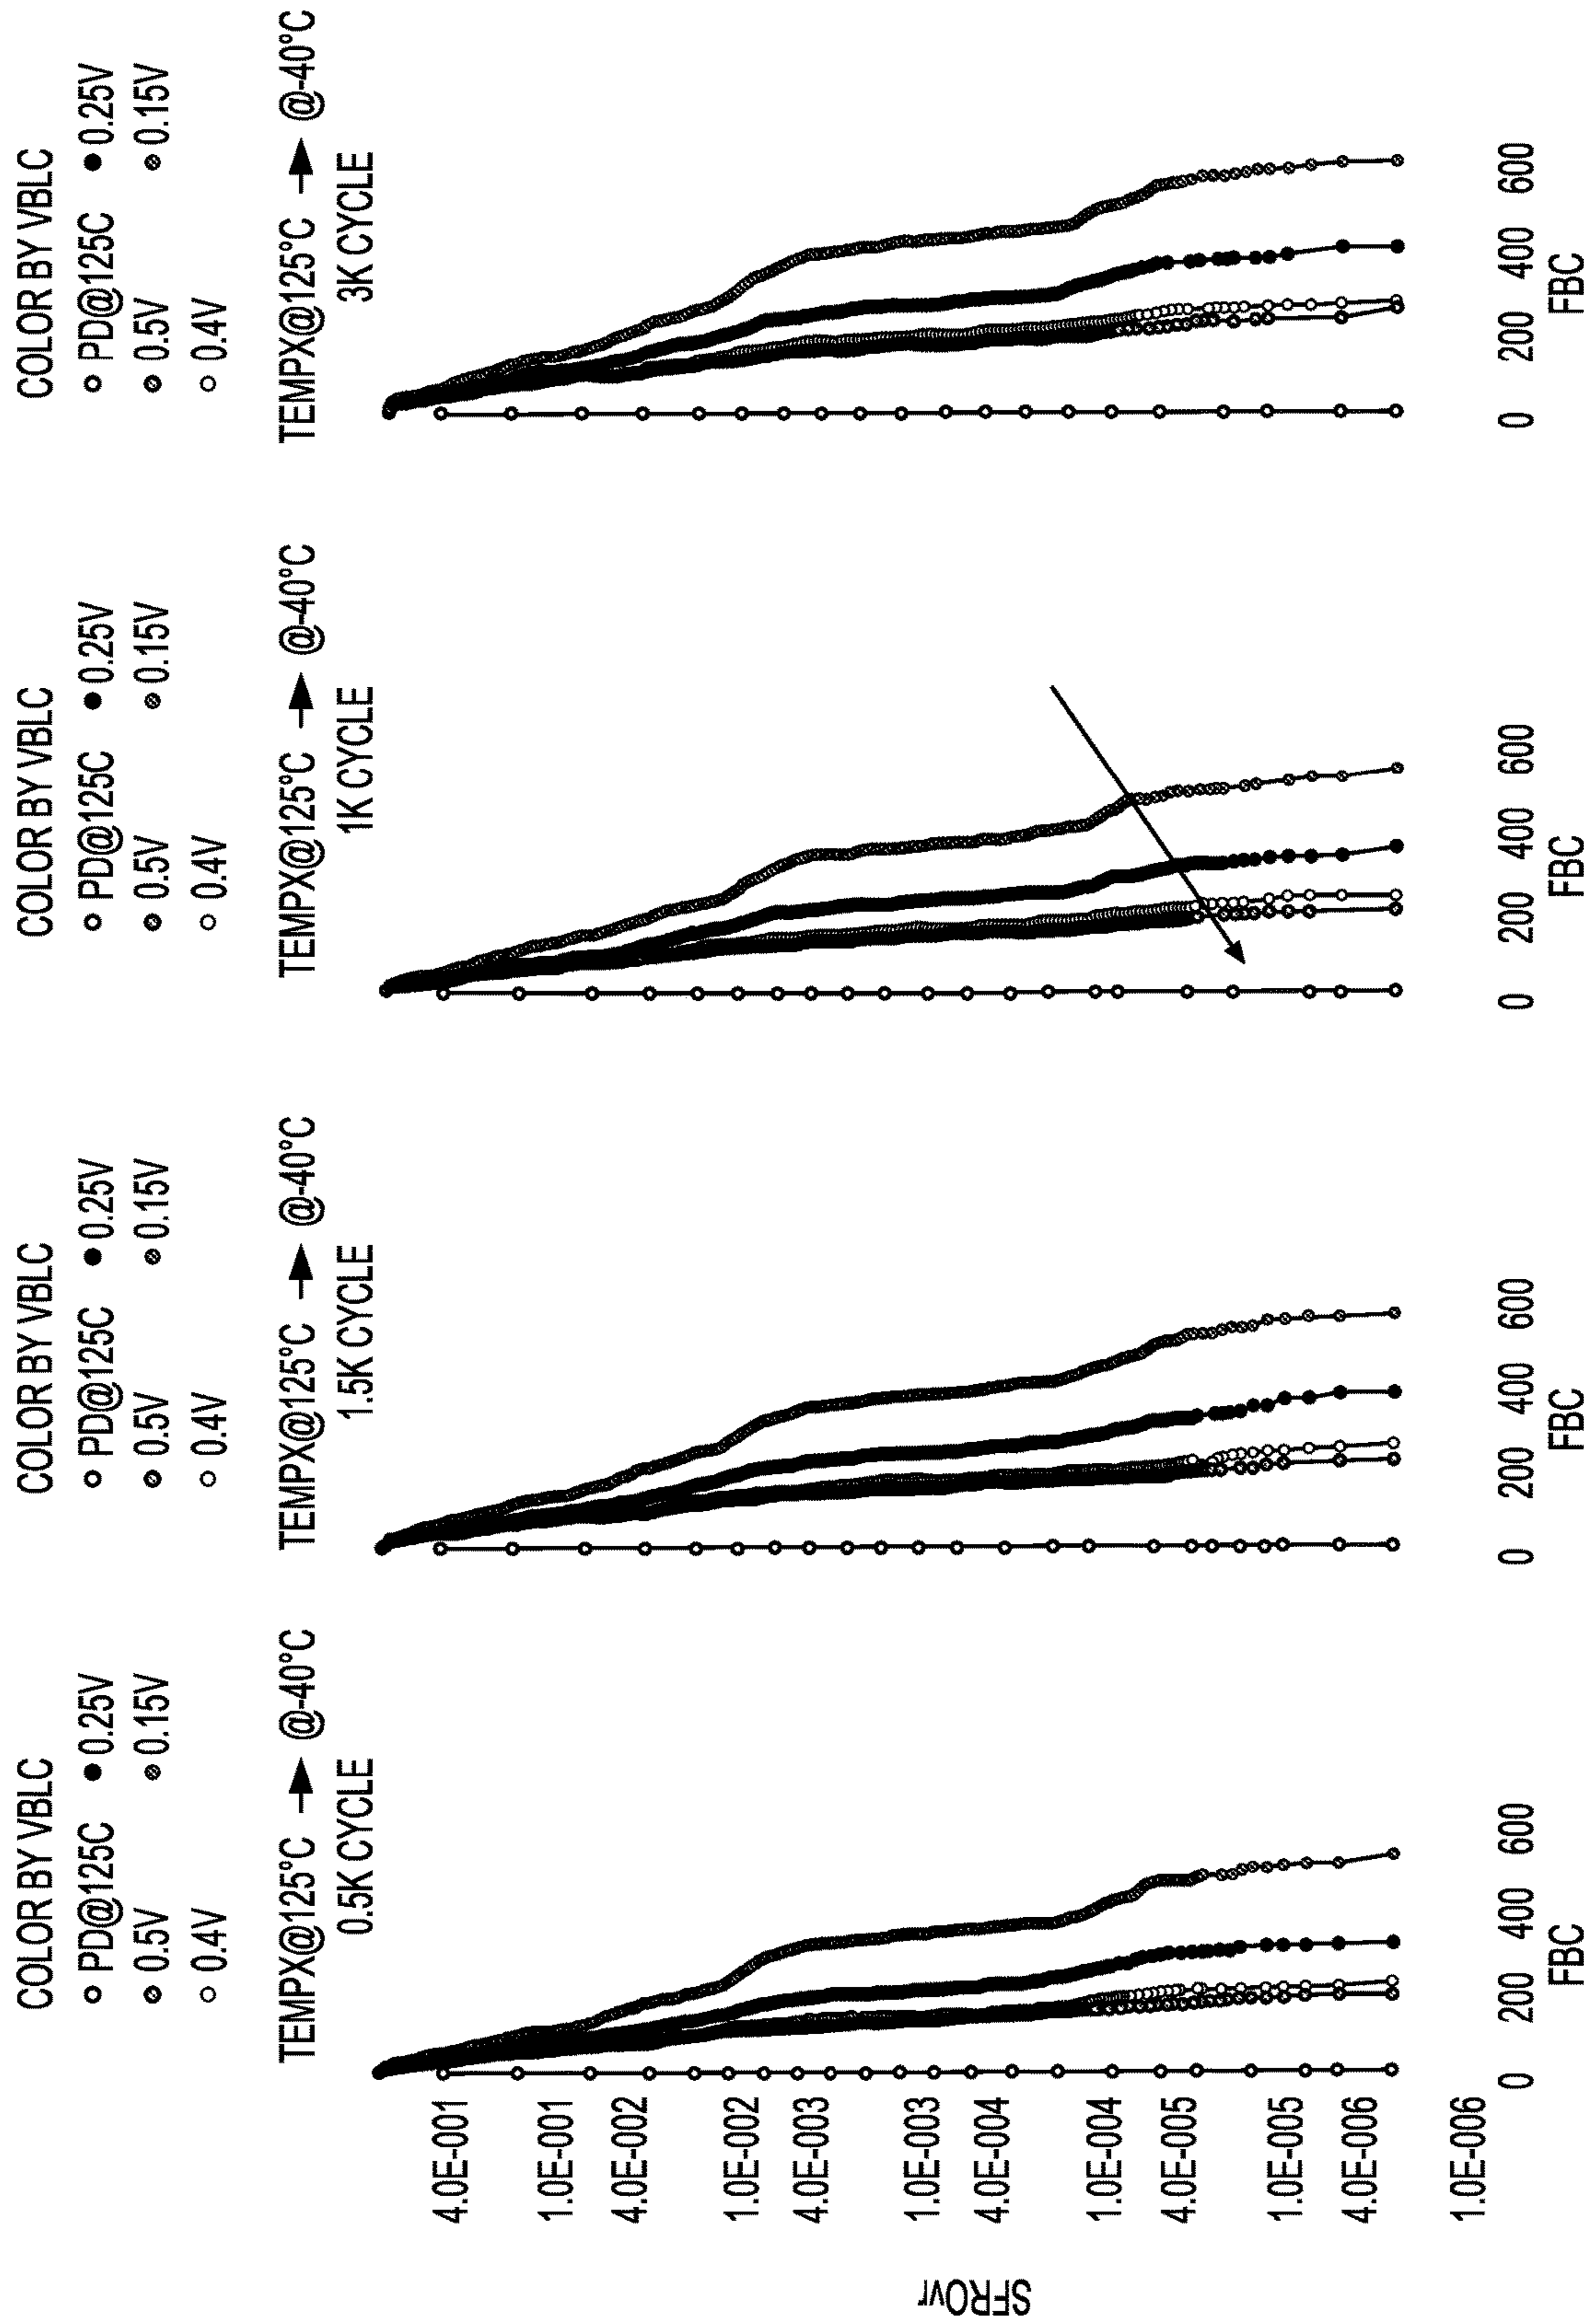 COLOR BY VBLC
PD@125C 0.25V
0.5V 0.15V
0.4V
TEMPX@125°C @-40°C
0.5K CYCLE
COLOR BY VBLC
PD@125C 0.25V
0.5V 0.15V
0.4V
TEMPX@125°C @-40°C
1.5K CYCLE
COLOR BY VBLC
PD@125C 0.25V
0.5V 0.15V
0.4V
TEMPX@125°C @-40°C
1K CYCLE
COLOR BY VBLC
PD@125C 0.25V
0.5V 0.15V
0.4V
TEMPX@125°C @-40°C
3K CYCLE
SFROvr
4.0E-001
1.0E-001
4.0E-002
1.0E-002
4.0E-003
1.0E-003
4.0E-004
1.0E-004
4.0E-005
1.0E-005
4.0E-006
1.0E-006
0 200 400 600
FBC
0 200 400 600
FBC
0 200 400 600
FBC
0 200 400 600
FBC